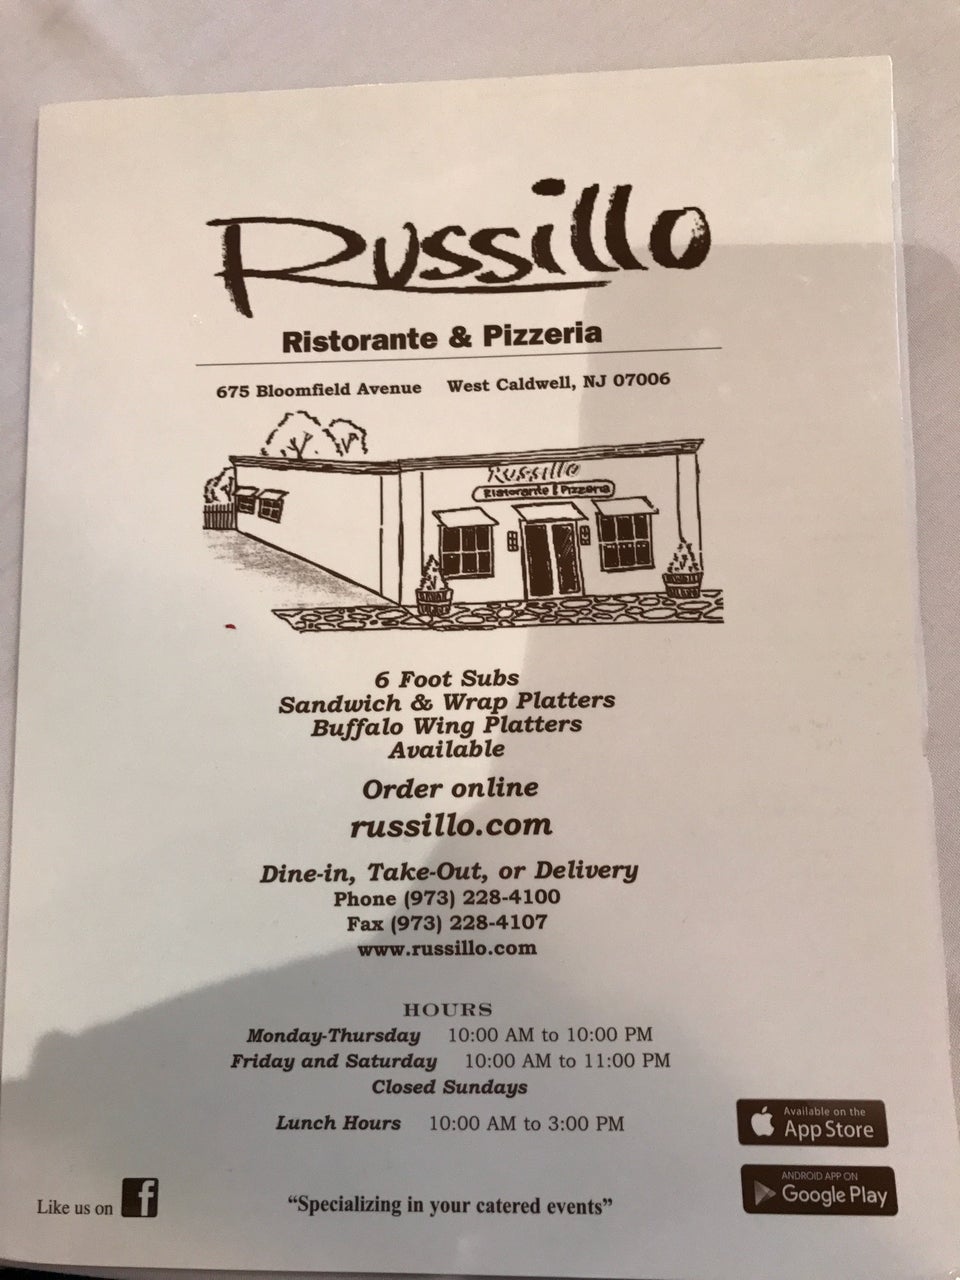 Russillo
Ristorante & Pizzeria
675 Bloomfield Avenue West Caldwell, NJ 07006
Russillo
Ristorante & Pizzeria
6 Foot Subs
Sandwich & Wrap Platters
Buffalo Wing Platters
Available
Order online
russillo.com
Dine-in, Take-Out, or Delivery
Phone (973) 228-4100
Fax (973) 228-4107
www.russillo.com
HOURS
Monday-Thursday 10:00 AM to 10:00 PM
Friday and Saturday 10:00 AM to 11:00 PM
Closed Sundays
Lunch Hours 10:00 AM to 3:00 PM
Available on the
App Store
ANDROID APP ON
Google Play
Like us on f
"Specializing in your catered events"